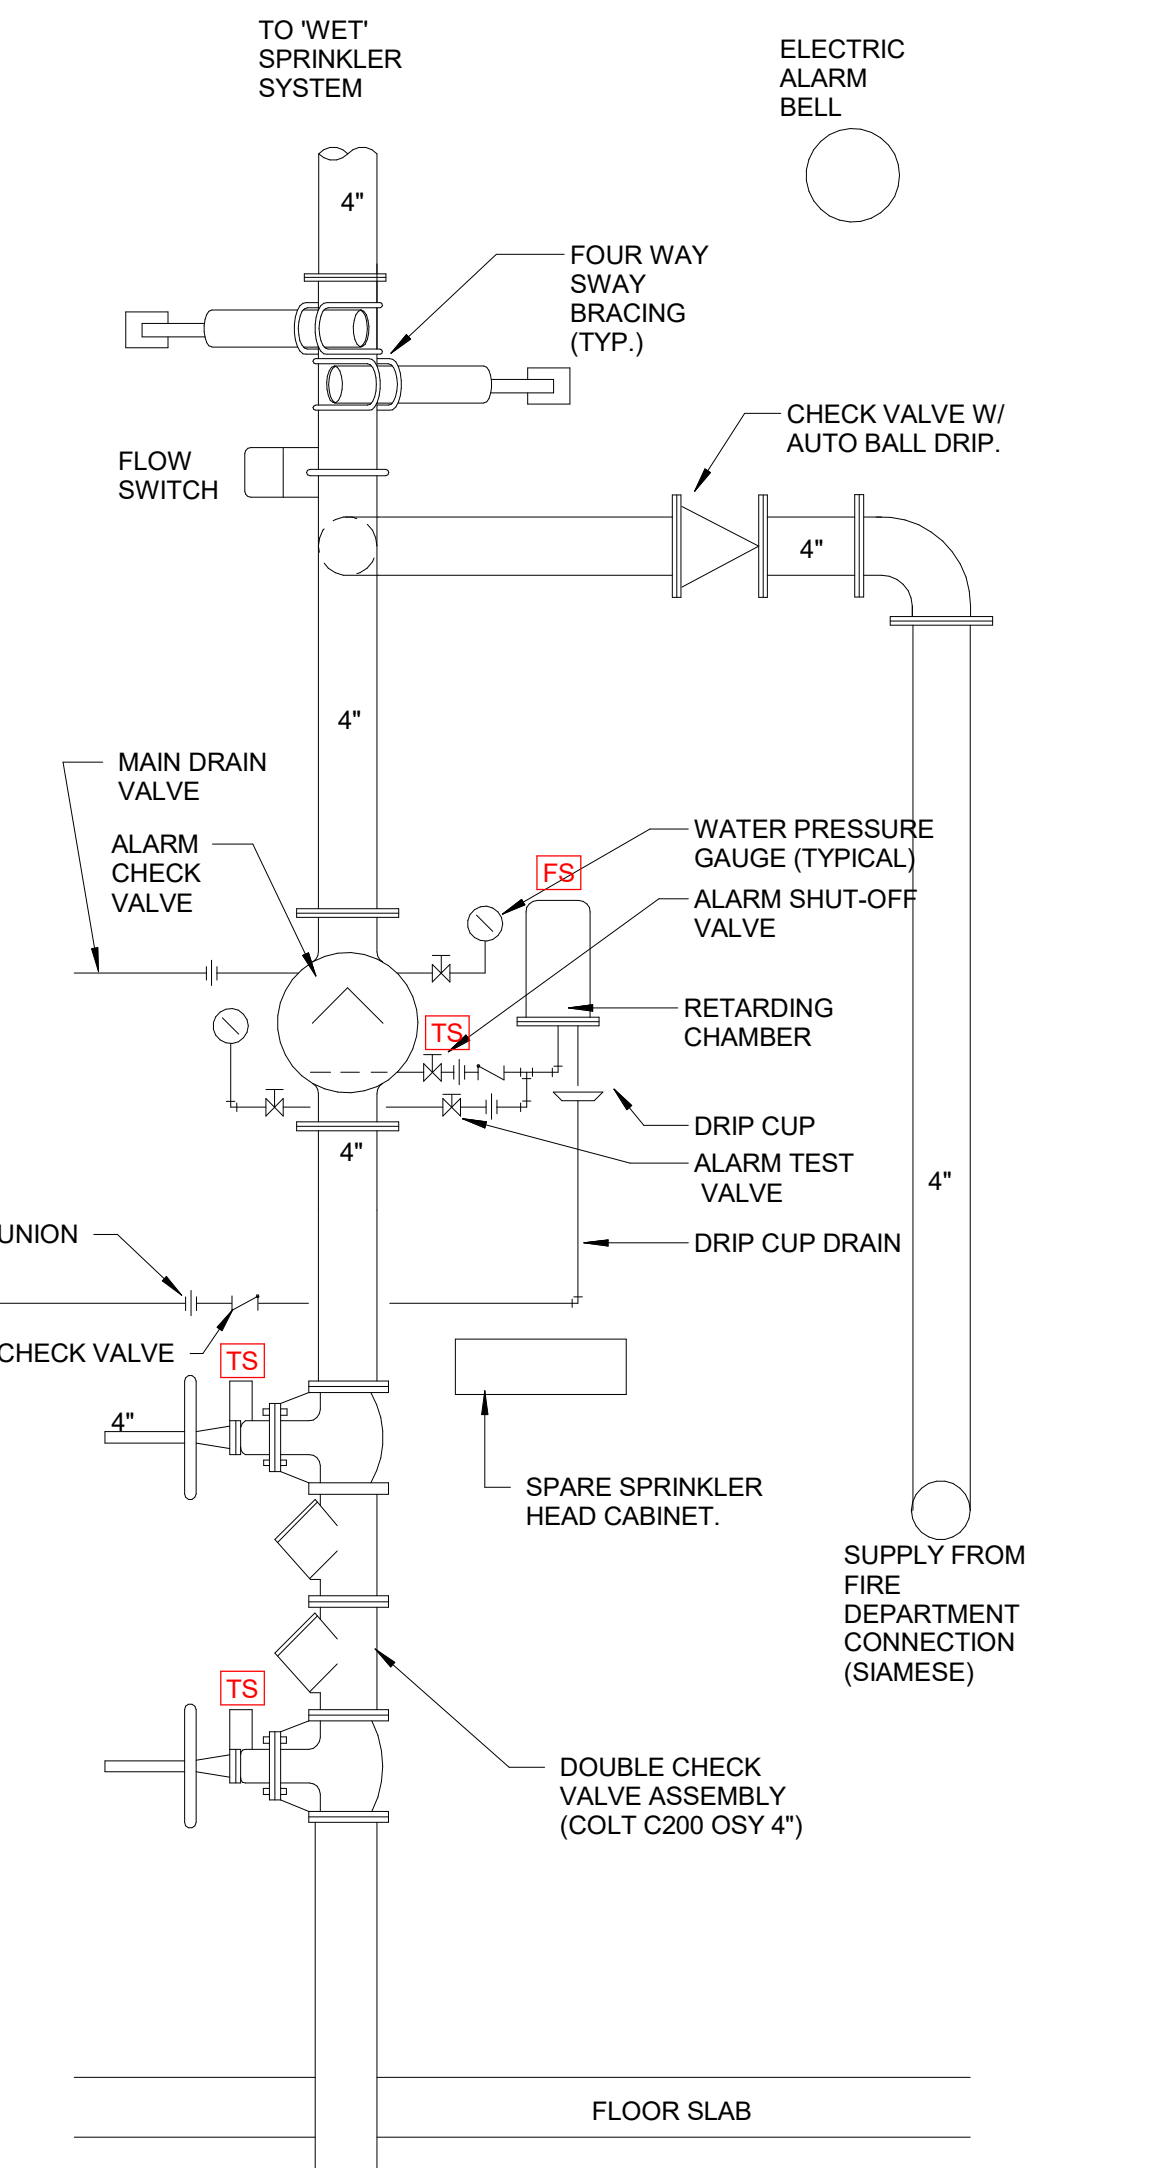 TO 'WET'
SPRINKLER
SYSTEM
ELECTRIC
ALARM
BELL
4"
FOUR WAY
SWAY
BRACING
(TYP.)
CHECK VALVE W/
AUTO BALL DRIP.
FLOW
SWITCH
4"
4"
MAIN DRAIN
VALVE
ALARM
CHECK
VALVE
WATER PRESSURE
GAUGE (TYPICAL)
FS
ALARM SHUT-OFF
VALVE
RETARDING
CHAMBER
TS
DRIP CUP
4"
ALARM TEST
VALVE
4"
UNION
DRIP CUP DRAIN
CHECK VALVE
TS
4"
SPARE SPRINKLER
HEAD CABINET.
SUPPLY FROM
FIRE
DEPARTMENT
CONNECTION
(SIAMESE)
TS
DOUBLE CHECK
VALVE ASSEMBLY
(COLT C200 OSY 4")
FLOOR SLAB